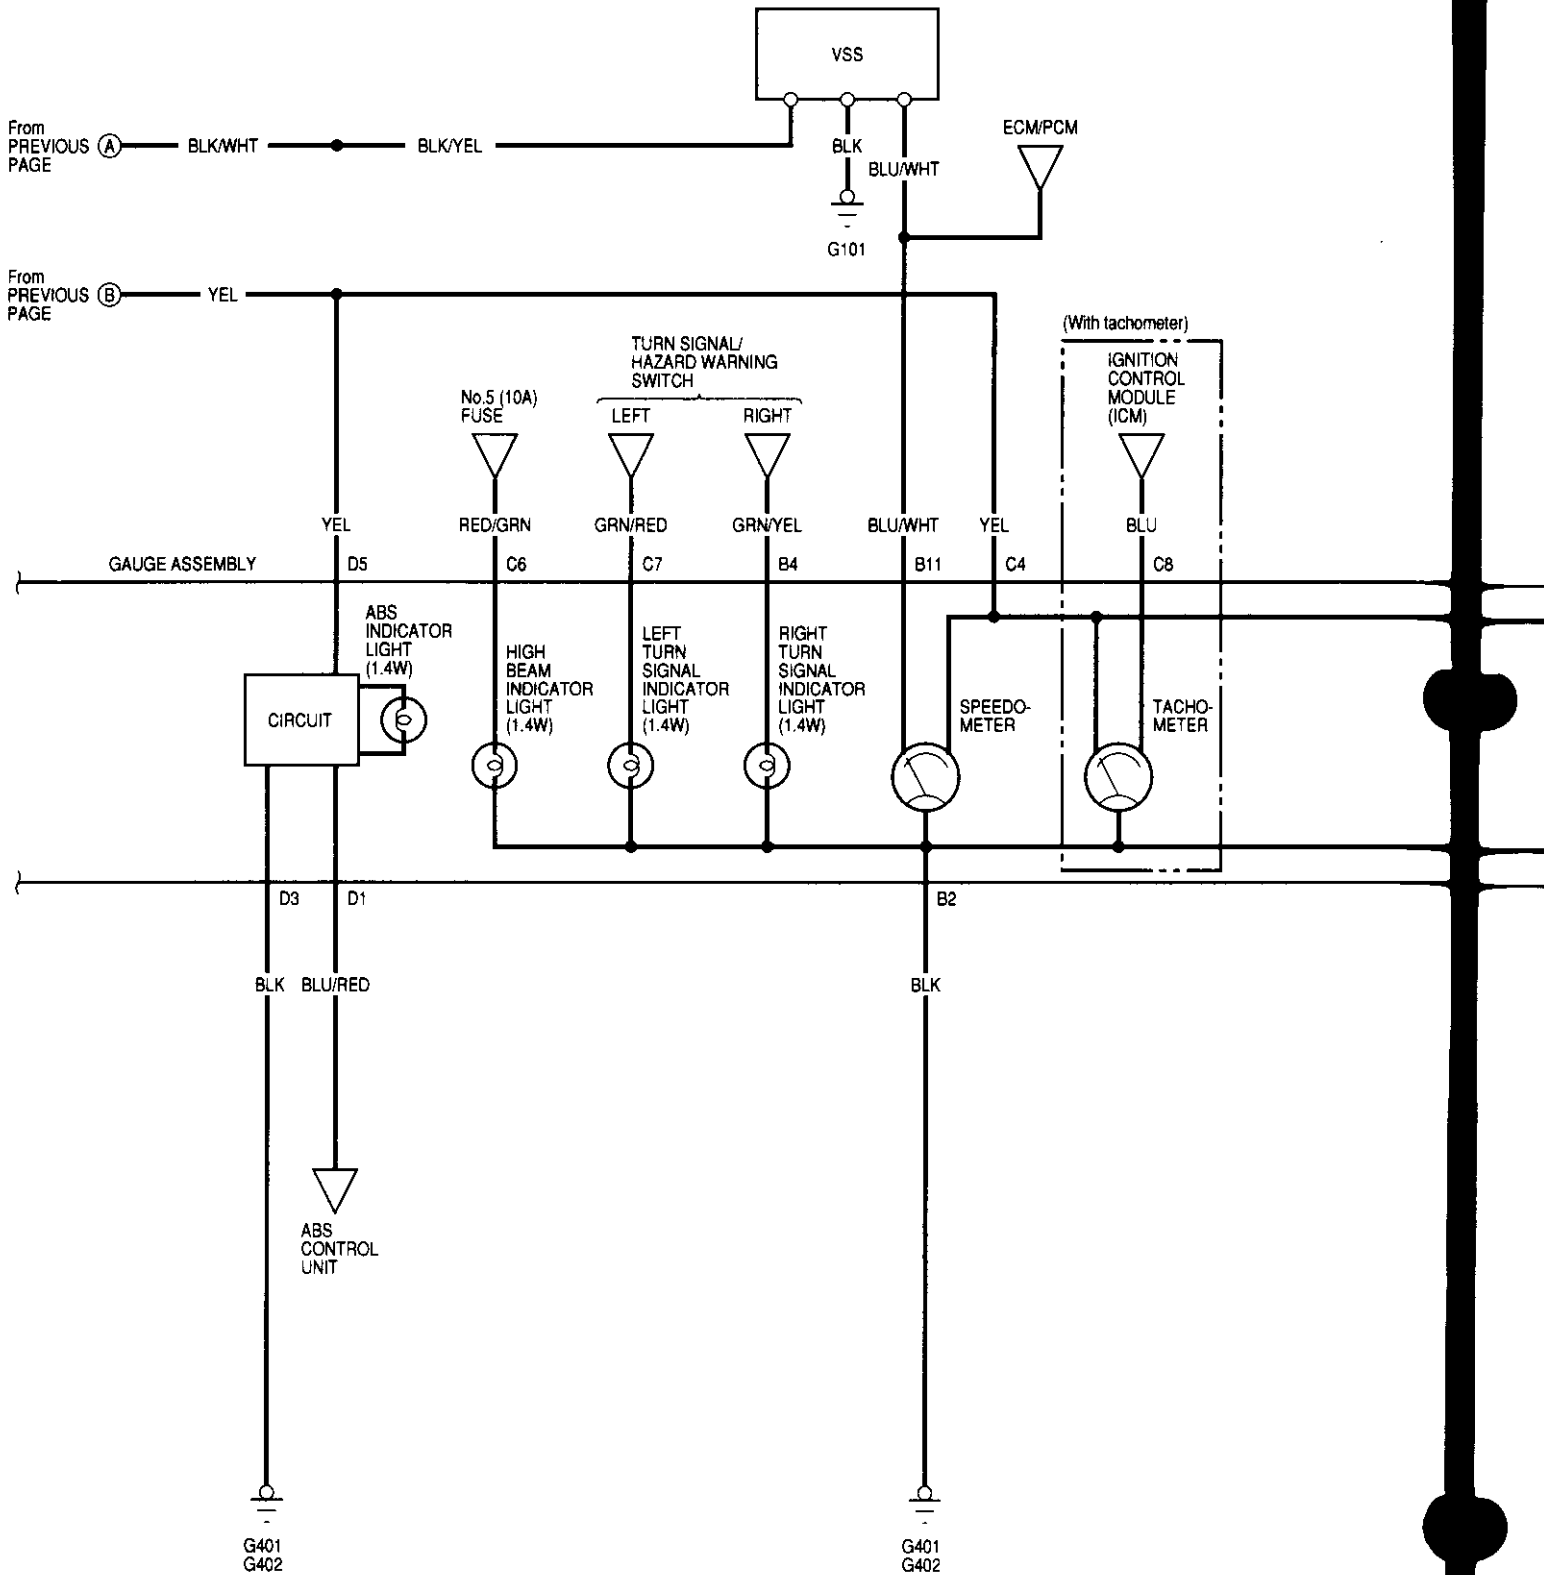 VSS
From
PREVIOUS
PAGE
A
BLK/WHT
BLK/YEL
BLK
BLU/WHT
ECM/PCM
G101
From
PREVIOUS
PAGE
B
YEL
(With tachometer)
TURN SIGNAL/
HAZARD WARNING
SWITCH
IGNITION
CONTROL
MODULE
(ICM)
No.5 (10A)
FUSE
LEFT
RIGHT
YEL
RED/GRN
GRN/RED
GRN/YEL
BLU/WHT
YEL
BLU
GAUGE ASSEMBLY
D5
C6
C7
B4
B11
C4
C8
ABS
INDICATOR
LIGHT
(1.4W)
HIGH
BEAM
INDICATOR
LIGHT
(1.4W)
LEFT
TURN
SIGNAL
INDICATOR
LIGHT
(1.4W)
RIGHT
TURN
SIGNAL
INDICATOR
LIGHT
(1.4W)
SPEEDO-
METER
TACHO-
METER
CIRCUIT
D3
D1
B2
BLK
BLU/RED
BLK
ABS
CONTROL
UNIT
G401
G402
G401
G402